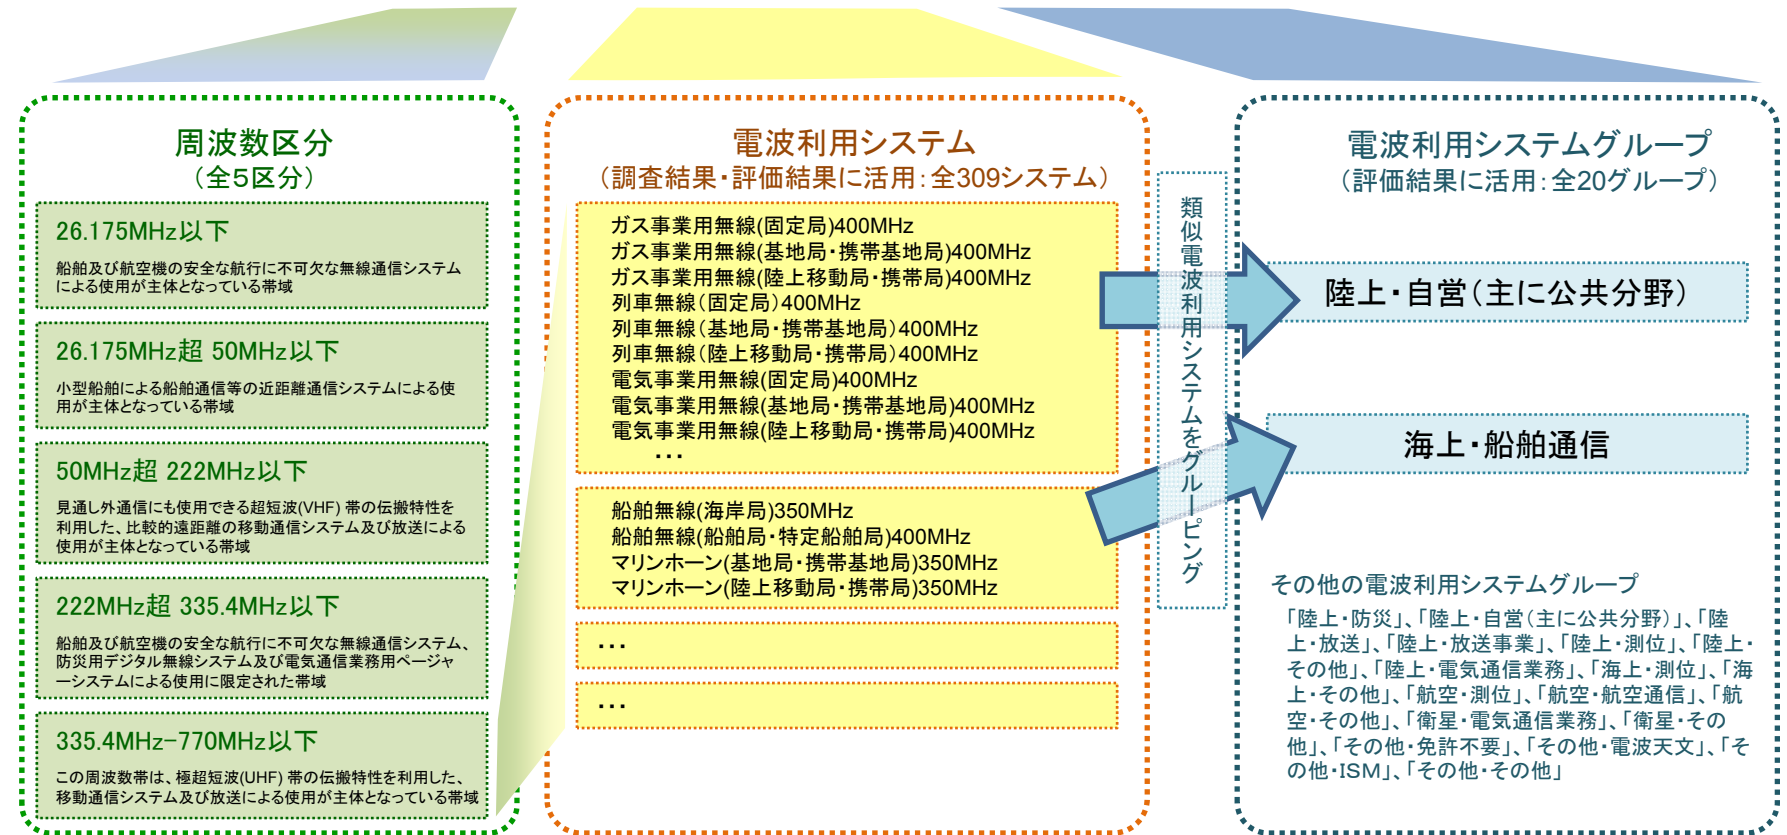 周波数区分
(全5区分)
26.175MHz以下
船舶及び航空機の安全な航行に不可欠な無線通信システム
による使用が主体となっている帯域
26.175MHz超 50MHz以下
小型船舶による船舶通信等の近距離通信システムによる使
用が主体となっている帯域
50MHz超 222MHz以下
見通し外通信にも使用できる超短波(VHF) 帯の伝搬特性を
利用した、比較的遠距離の移動通信システム及び放送による
使用が主体となっている帯域
222MHz超 335.4MHz以下
船舶及び航空機の安全な航行に不可欠な無線通信システム、
防災用デジタル無線システム及び電気通信業務用ページャ
ーシステムによる使用に限定された帯域
335.4MHz-770MHz以下
この周波数帯は、極超短波(UHF) 帯の伝搬特性を利用した、
移動通信システム及び放送による使用が主体となっている帯域
電波利用システム
(調査結果・評価結果に活用:全309システム)
ガス事業用無線(固定局)400MHz
ガス事業用無線(基地局・携帯基地局)400MHz
ガス事業用無線(陸上移動局・携帯局)400MHz
列車無線(固定局)400MHz
列車無線(基地局・携帯基地局)400MHz
列車無線(陸上移動局・携帯局)400MHz
電気事業用無線(固定局)400MHz
電気事業用無線(基地局・携帯基地局)400MHz
電気事業用無線(陸上移動局・携帯局)400MHz
・・・
船舶無線(海岸局)350MHz
船舶無線(船舶局・特定船舶局)400MHz
マリンホーン(基地局・携帯基地局)350MHz
マリンホーン(陸上移動局・携帯局)350MHz
・・・
・・・
類似電波利用システムをグルーピング
電波利用システムグループ
(評価結果に活用:全20グループ)
陸上・自営(主に公共分野)
海上・船舶通信
その他の電波利用システムグループ
「陸上・防災」、「陸上・自営(主に公共分野)」、「陸
上・放送」、「陸上・放送事業」、「陸上・測位」、「陸上・
その他」、「陸上・電気通信業務」、「海上・測位」、「海
上・その他」、「航空・測位」、「航空・航空通信」、「航
空・その他」、「衛星・電気通信業務」、「衛星・その
他」、「その他・免許不要」、「その他・電波天文」、「そ
の他・ISM」、「その他・その他」